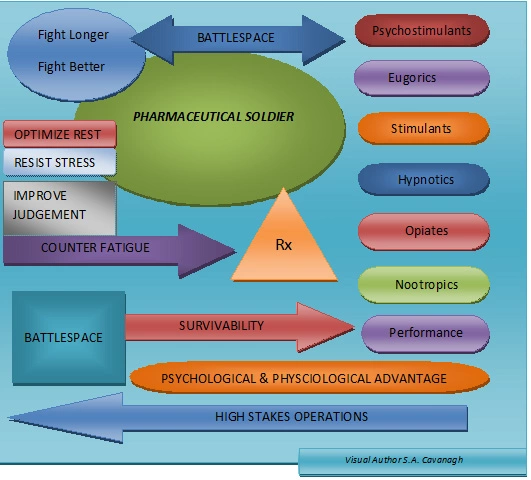 Fight Longer
Fight Better
BATTLESPACE
Psychostimulants
Eugorics
PHARMACEUTICAL SOLDIER
Stimulants
OPTIMIZE REST
RESIST STRESS
Hypnotics
IMPROVE
JUDGEMENT
Opiates
COUNTER FATIGUE
Rx
Nootropics
BATTLESPACE
SURVIVABILITY
Performance
PSYCHOLOGICAL & PHYSCIOLOGICAL ADVANTAGE
HIGH STAKES OPERATIONS
Visual Author S.A. Cavanagh